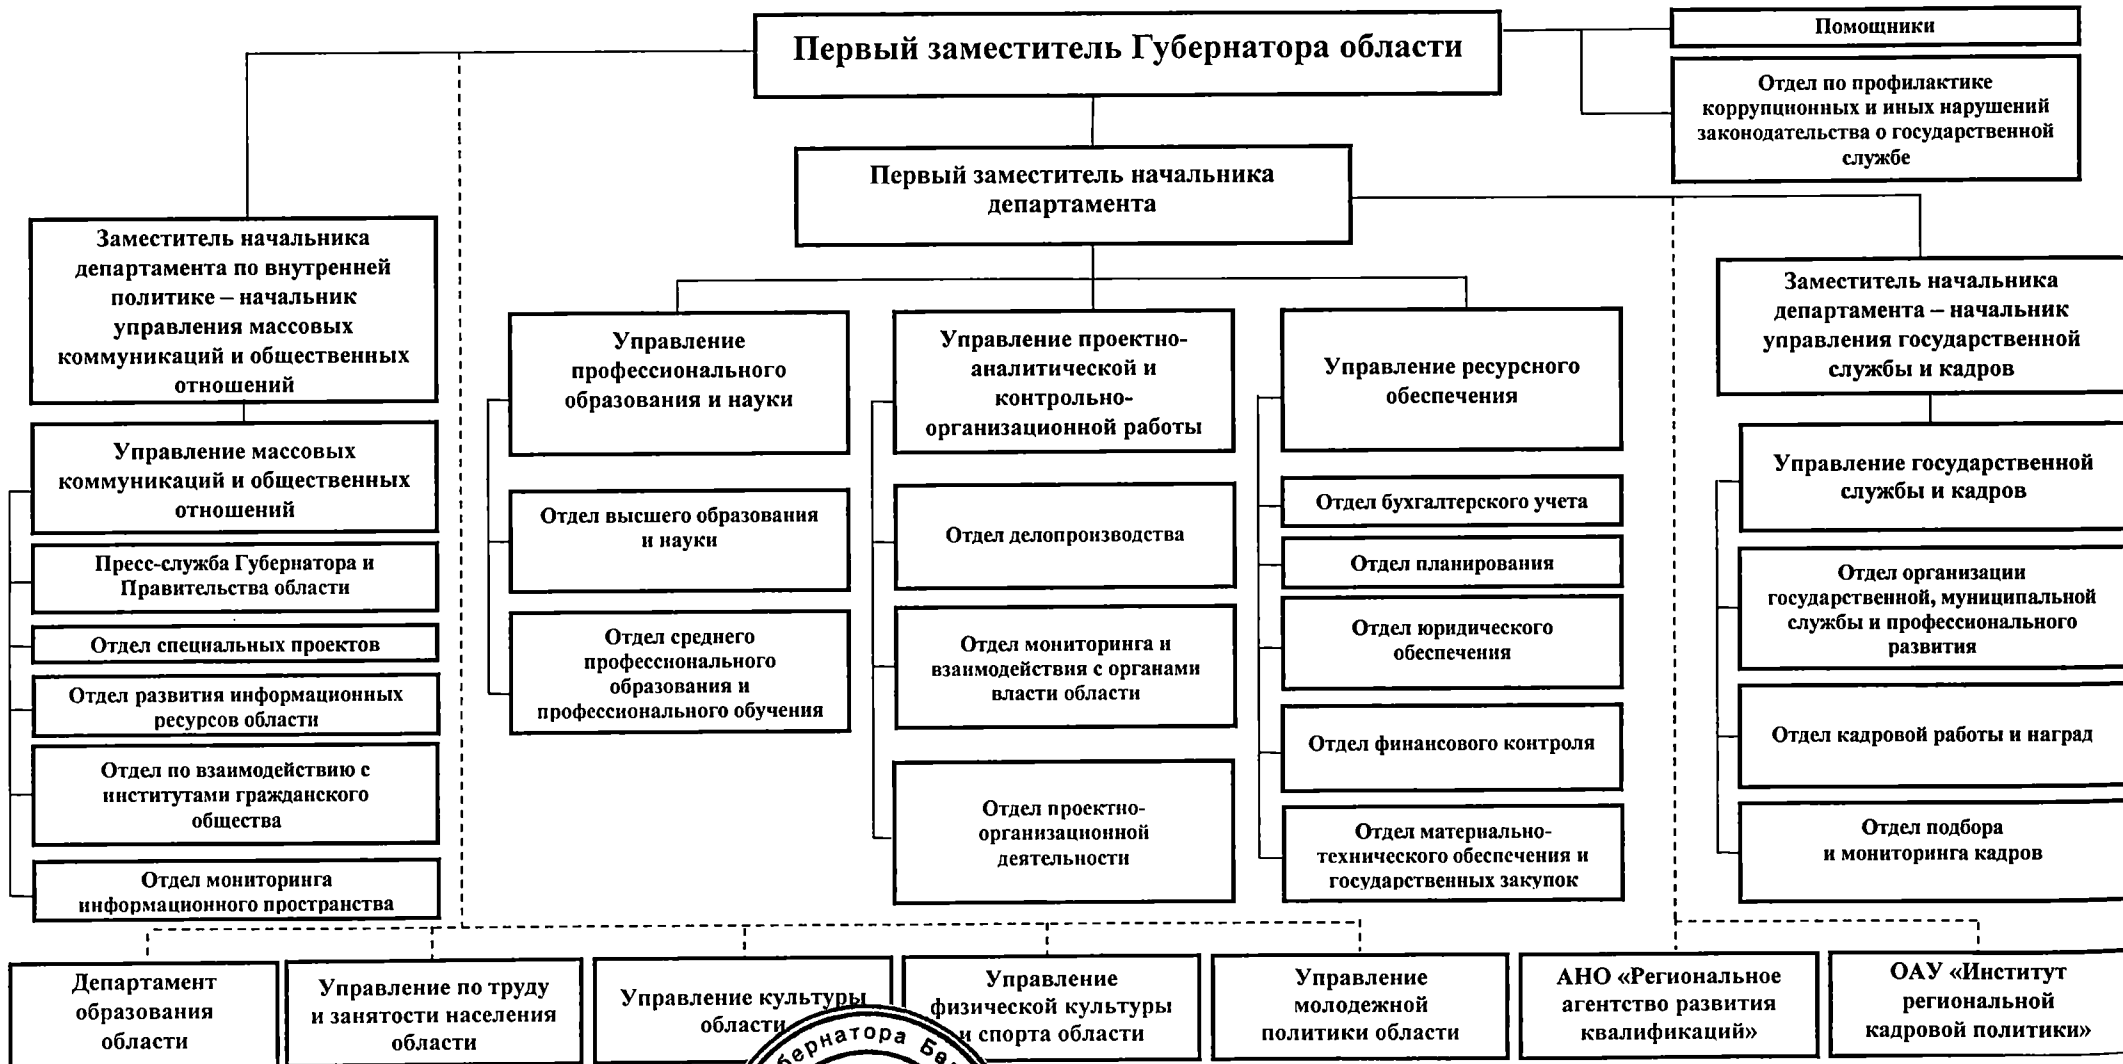 Первый заместитель Губернатора области
Помощники
Отдел по профилактике
коррупционных и иных нарушений
законодательства о государственной
службе
Первый заместитель начальника
департамента
Заместитель начальника
департамента по внутренней
политике – начальник
управления массовых
коммуникаций и общественных
отношений
Управление массовых
коммуникаций и общественных
отношений
Пресс-служба Губернатора и
Правительства области
Отдел специальных проектов
Отдел развития информационных
ресурсов области
Отдел по взаимодействию с
институтами гражданского
общества
Отдел мониторинга
информационного пространства
Управление
профессионального
образования и науки
Отдел высшего образования
и науки
Отдел среднего
профессионального
образования и
профессионального обучения
Управление проектно-
аналитической и
контрольно-
организационной работы
Отдел делопроизводства
Отдел мониторинга и
взаимодействия с органами
власти области
Отдел проектно-
организационной
деятельности
Управление ресурсного
обеспечения
Отдел бухгалтерского учета
Отдел планирования
Отдел юридического
обеспечения
Отдел финансового контроля
Отдел материально-
технического обеспечения и
государственных закупок
Заместитель начальника
департамента – начальник
управления государственной
службы и кадров
Управление государственной
службы и кадров
Отдел организации
государственной, муниципальной
службы и профессионального
развития
Отдел кадровой работы и наград
Отдел подбора
и мониторинга кадров
Департамент
образования
области
Управление по труду
и занятости населения
области
Управление культуры
области
Управление
физической культуры
и спорта области
Управление
молодежной
политики области
АНО «Региональное
агентство развития
квалификаций»
ОАУ «Институт
региональной
кадровой политики»
бернатора Бе